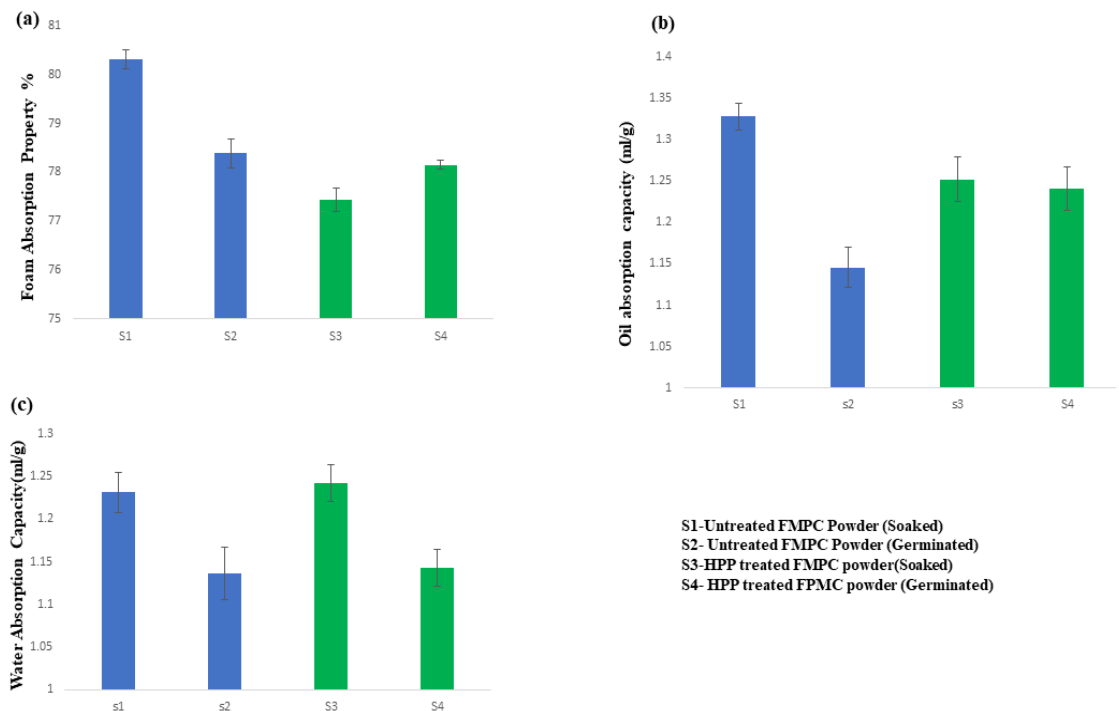 (a)
Foam Absorption Property %
81
80
79
78
77
76
75
S1
S2
S3
S4
(b)
Oil absorption capacity (ml/g)
1.4
1.35
1.3
1.25
1.2
1.15
1.1
1.05
1
S1
s2
s3
S4
(c)
Water Absorption Capacity(ml/g)
1.3
1.25
1.2
1.15
1.1
1.05
1
s1
s2
S3
S4
S1-Untreated FMPC Powder (Soaked)
S2- Untreated FMPC Powder (Germinated)
S3-HPP treated FMPC powder(Soaked)
S4- HPP treated FPMC powder (Germinated)